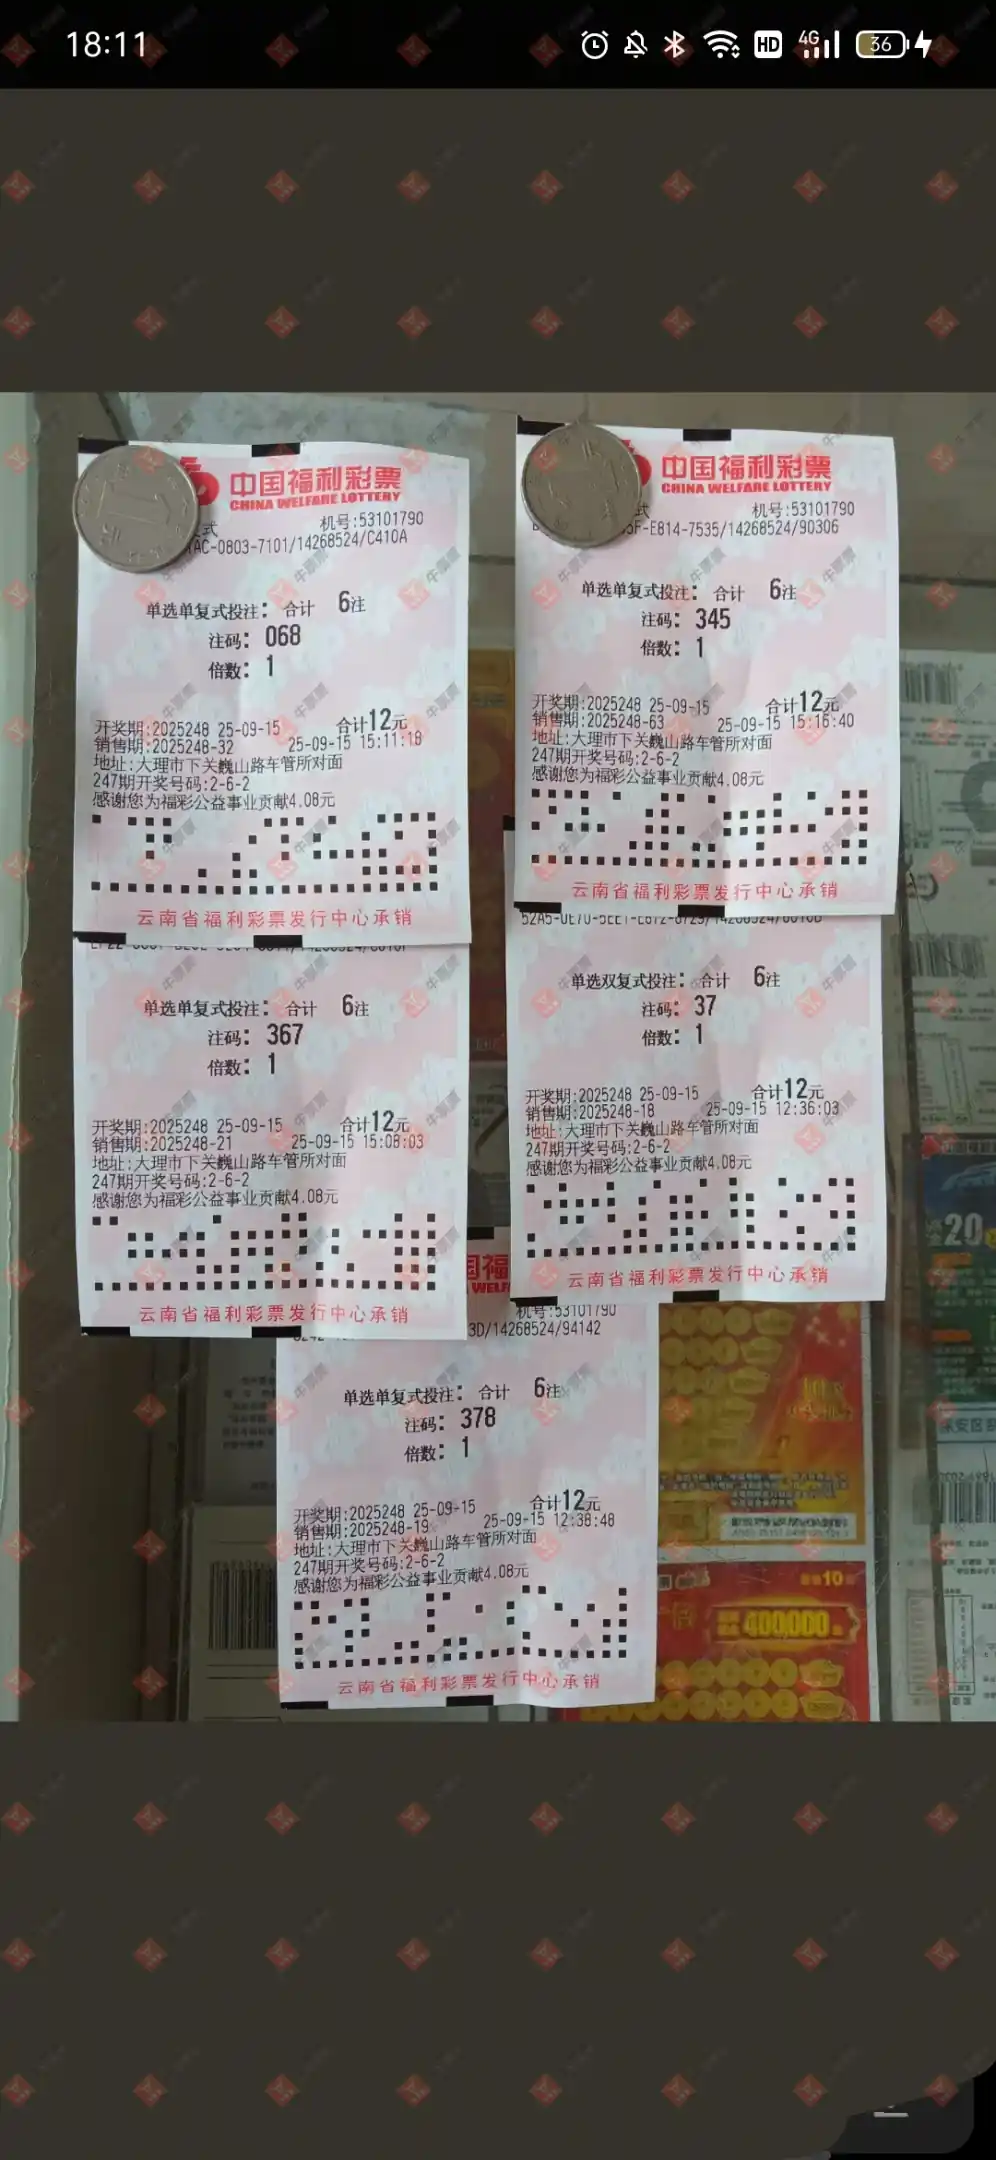 18:11
HD
4G
36
中国福利彩票
CHINA WELFARE LOTTERY
式
机号:53101790
AC-0803-7101/14268524/C410A
单选单复式投注: 合计 6注
注码: 068
倍数: 1
开奖期:2025248 25-09-15 合计12元
销售期:2025248-32 25-09-15 15:11:19
地址:大理市下关巍山路车管所对面
247期开奖号码:2-6-2
感谢您为福彩公益事业贡献4.08元
云南省福利彩票发行中心承销
中国福利彩票
CHINA WELFARE LOTTERY
式
机号:53101790
5F-E814-7535/14268524/90306
单选单复式投注: 合计 6注
注码: 345
倍数: 1
开奖期:2025248 25-09-15 合计12元
销售期:2025248-63 25-09-15 15:16:40
地址:大理市下关巍山路车管所对面
247期开奖号码:2-6-2
感谢您为福彩公益事业贡献4.08元
云南省福利彩票发行中心承销
单选单复式投注: 合计 6注
注码: 367
倍数: 1
开奖期:2025248 25-09-15 合计12元
销售期:2025248-21 25-09-15 15:08:03
地址:大理市下关巍山路车管所对面
247期开奖号码:2-6-2
感谢您为福彩公益事业贡献4.08元
云南省福利彩票发行中心承销
单选双复式投注: 合计 6注
注码: 37
倍数: 1
开奖期:2025248 25-09-15 合计12元
销售期:2025248-18 25-09-15 12:36:03
地址:大理市下关巍山路车管所对面
247期开奖号码:2-6-2
感谢您为福彩公益事业贡献4.08元
云南省福利彩票发行中心承销
国福
机号:53101790
3D/14268524/94142
单选单复式投注: 合计 6注
注码: 378
倍数: 1
开奖期:2025248 25-09-15 合计12元
销售期:2025248-19 25-09-15 12:38:48
地址:大理市下关巍山路车管所对面
247期开奖号码:2-6-2
感谢您为福彩公益事业贡献4.08元
云南省福利彩票发行中心承销
20
10
400000